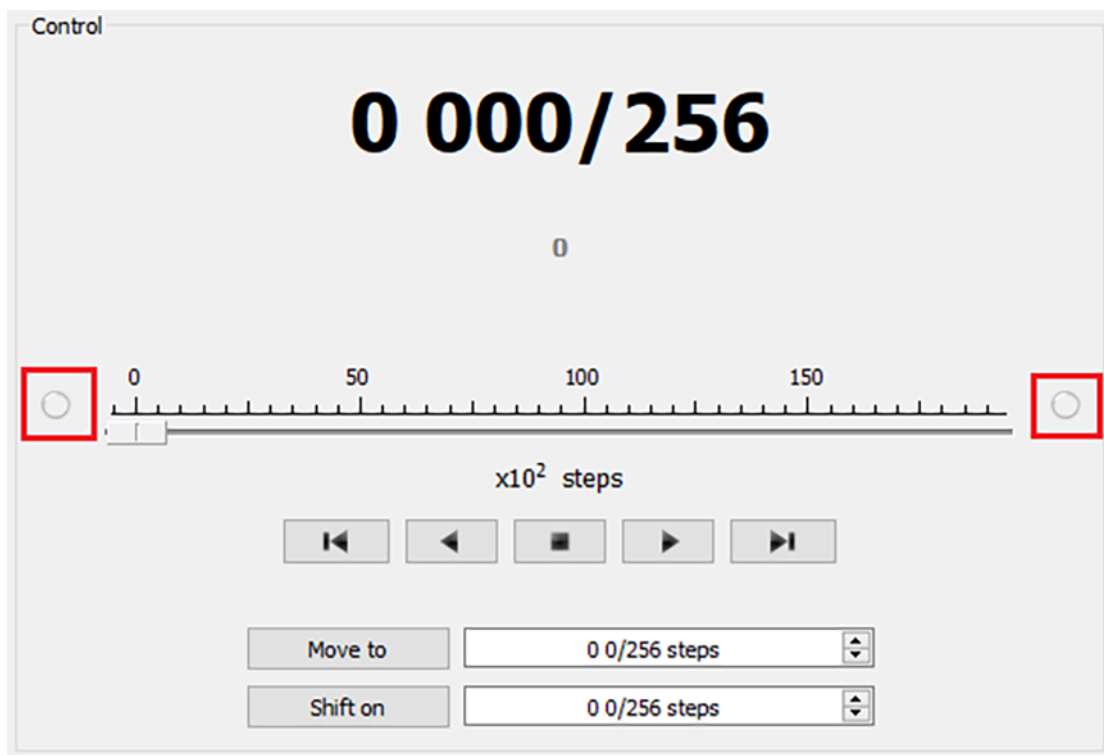 Control
0 000/256
0
0 50 100 150
x10² steps
Move to 0 0/256 steps
Shift on 0 0/256 steps